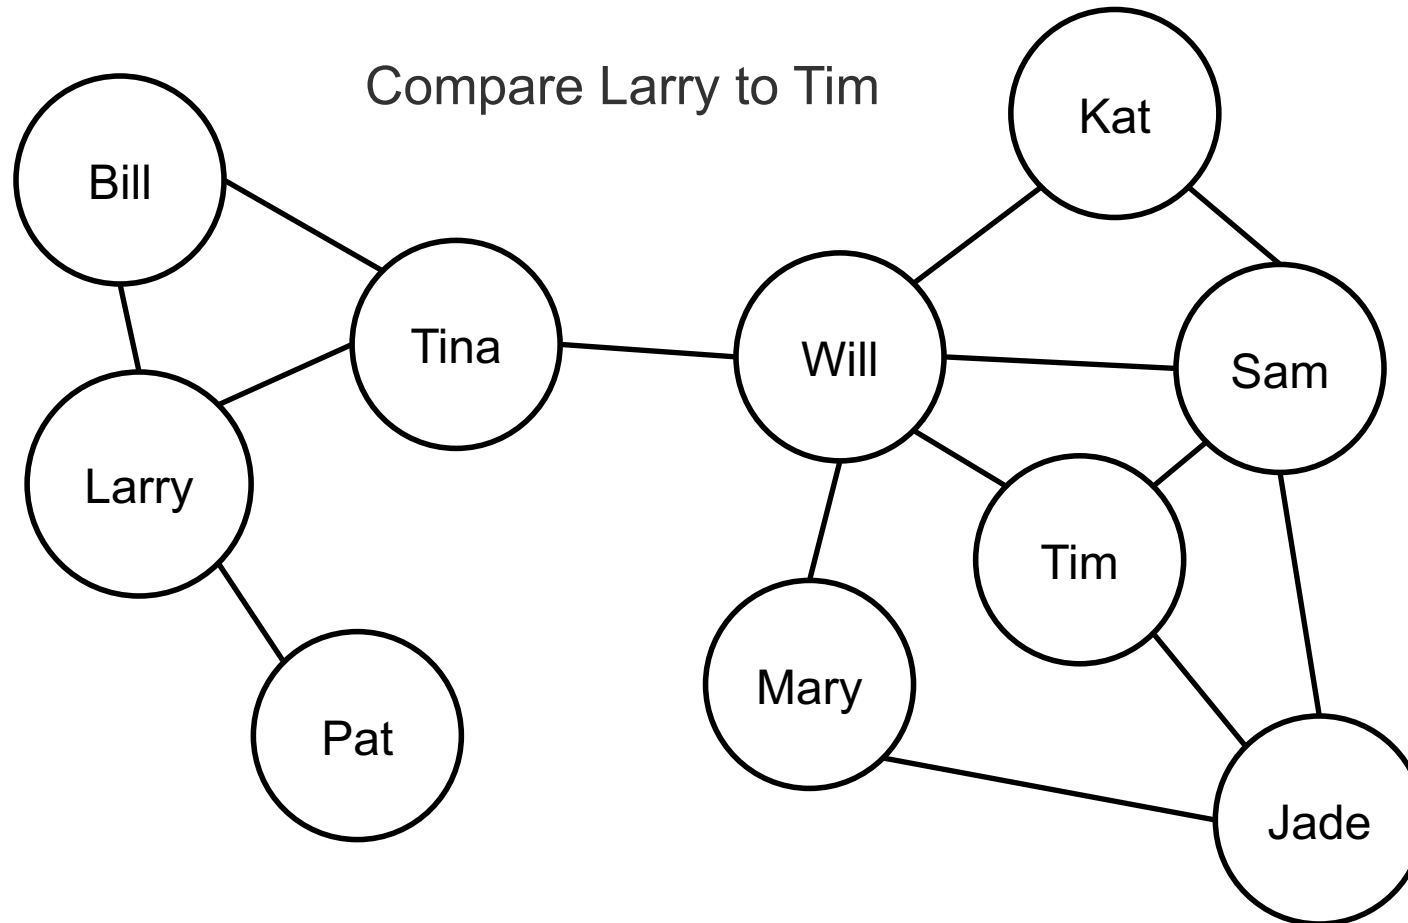 Compare Larry to Tim
Kat
Bill
Tina
Will
Sam
Larry
Tim
Mary
Pat
Jade